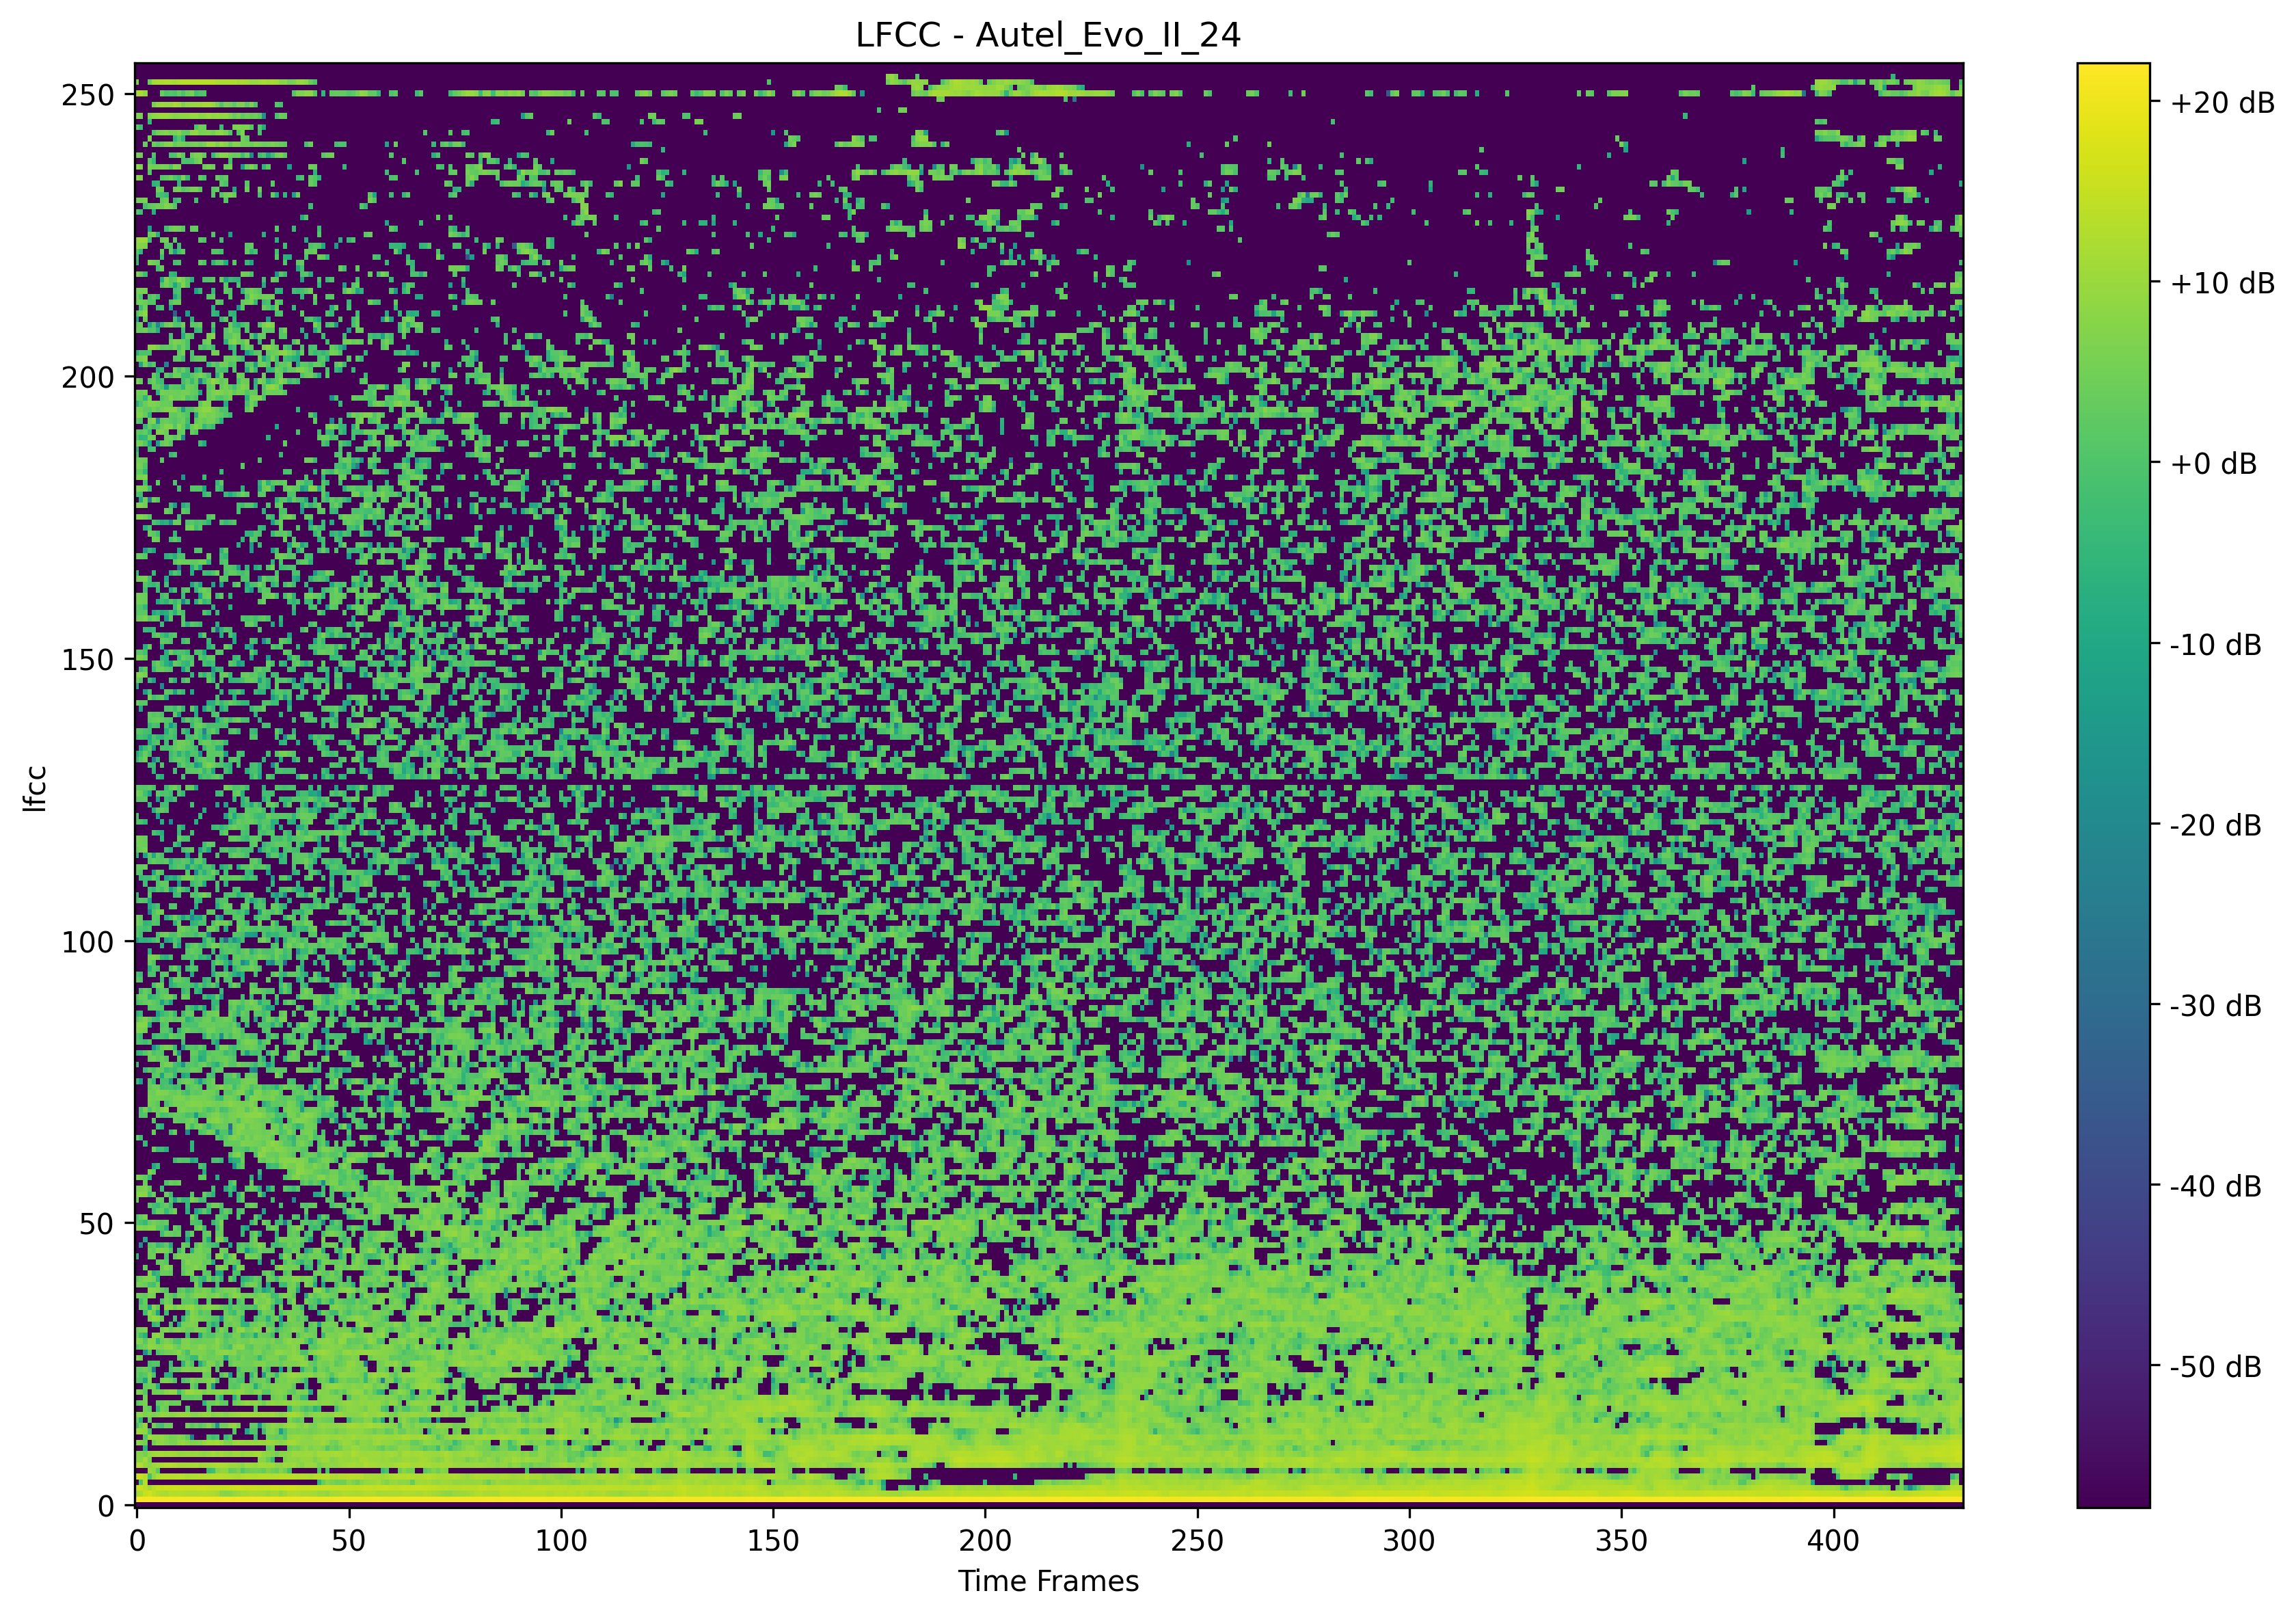 LFCC - Autel_Evo_II_24
250
200
150
100
50
0
lfcc
0 50 100 150 200 250 300 350 400
Time Frames
+20 dB
+10 dB
+0 dB
-10 dB
-20 dB
-30 dB
-40 dB
-50 dB